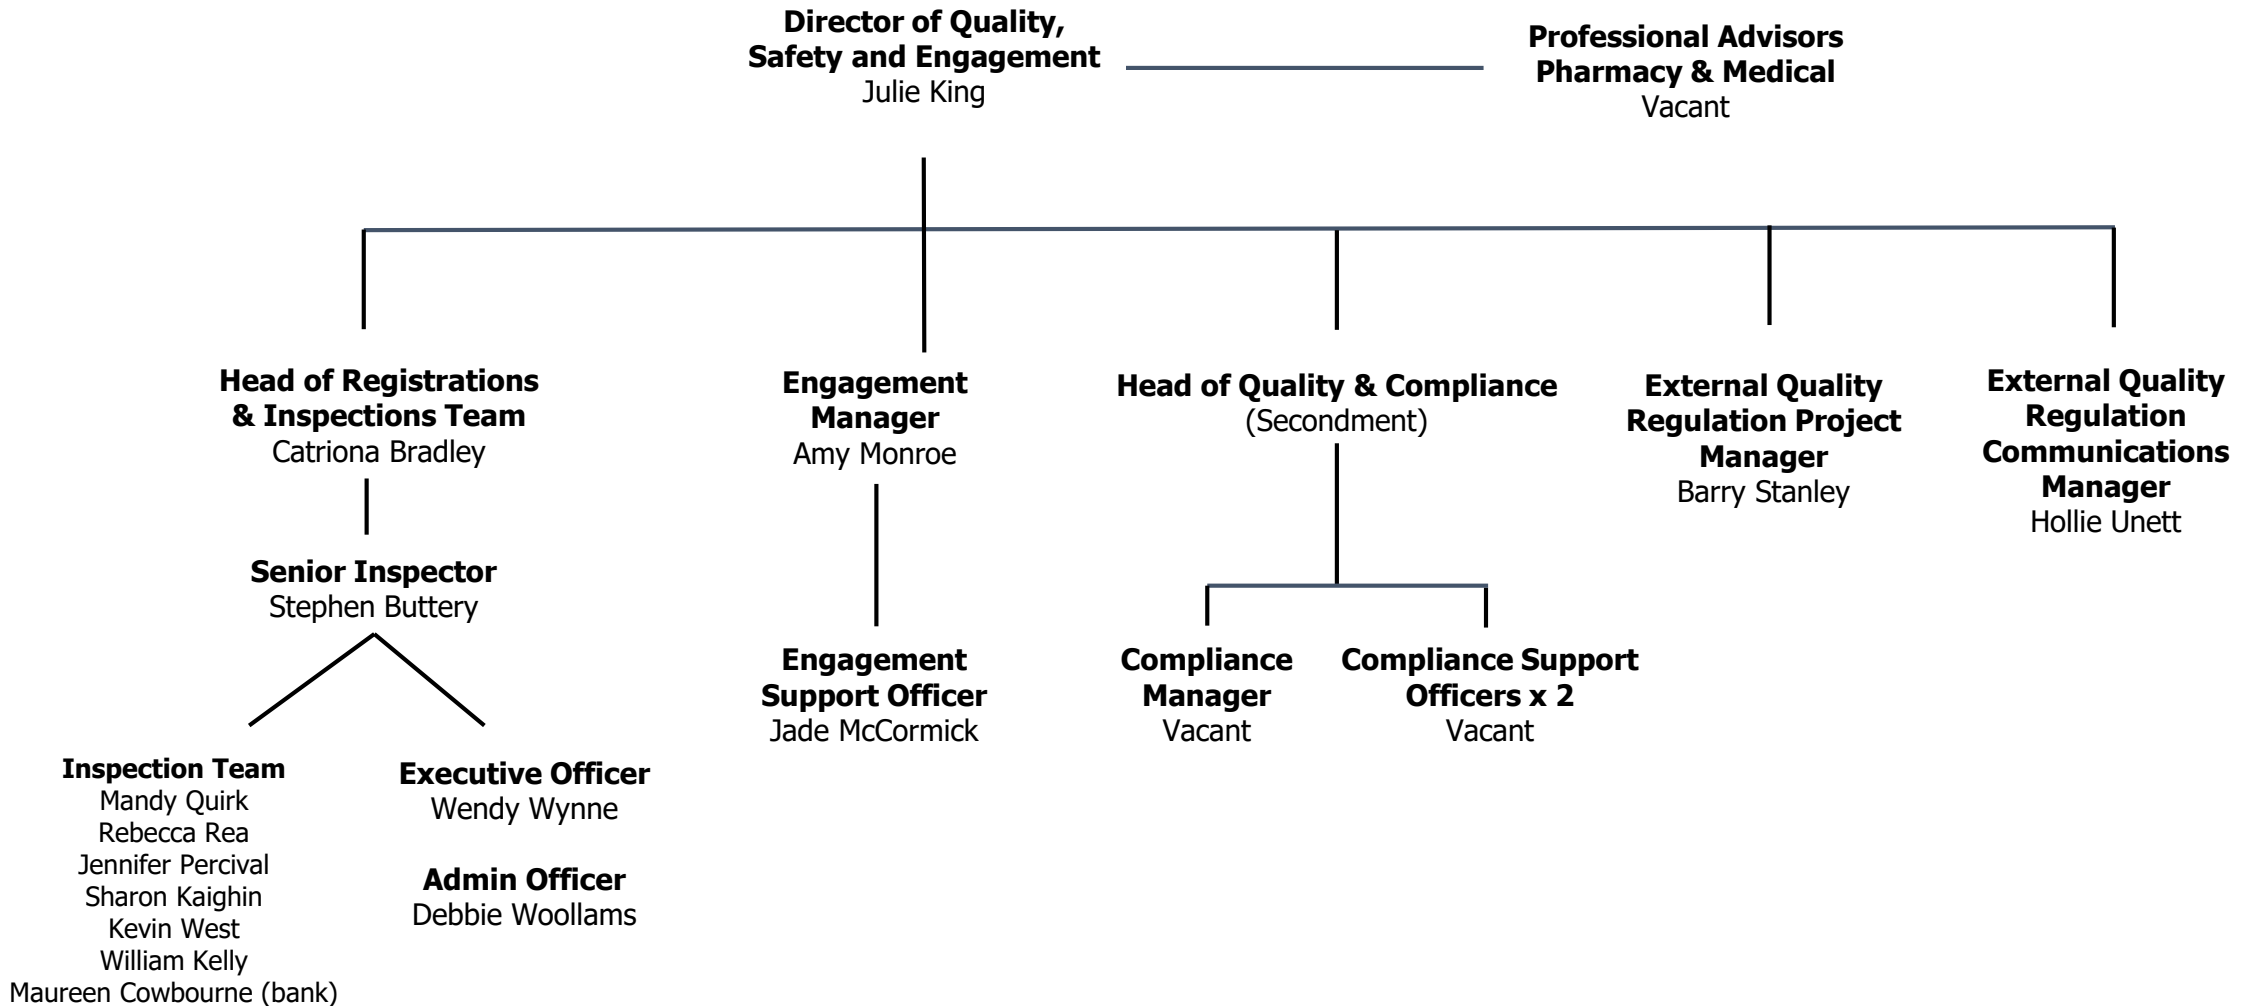 Director of Quality,
Safety and Engagement
Julie King
Professional Advisors
Pharmacy & Medical
Vacant
Head of Registrations
& Inspections Team
Catriona Bradley
Engagement
Manager
Amy Monroe
Head of Quality & Compliance
(Secondment)
External Quality
Regulation Project
Manager
Barry Stanley
External Quality
Regulation
Communications
Manager
Hollie Unett
Senior Inspector
Stephen Buttery
Engagement
Support Officer
Jade McCormick
Compliance
Manager
Vacant
Compliance Support
Officers x 2
Vacant
Inspection Team
Mandy Quirk
Rebecca Rea
Jennifer Percival
Sharon Kaighin
Kevin West
William Kelly
Maureen Cowbourne (bank)
Executive Officer
Wendy Wynne
Admin Officer
Debbie Woollams